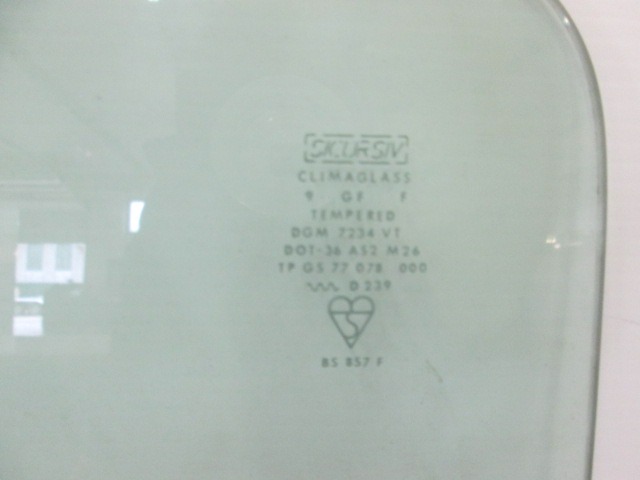 SICURSIV
CLIMAGLASS
9 GF F
TEMPERED
DGM 7234 VT
DOT-36 AS2 M26
TP GS 77 078 000
D 239
BS 857 F